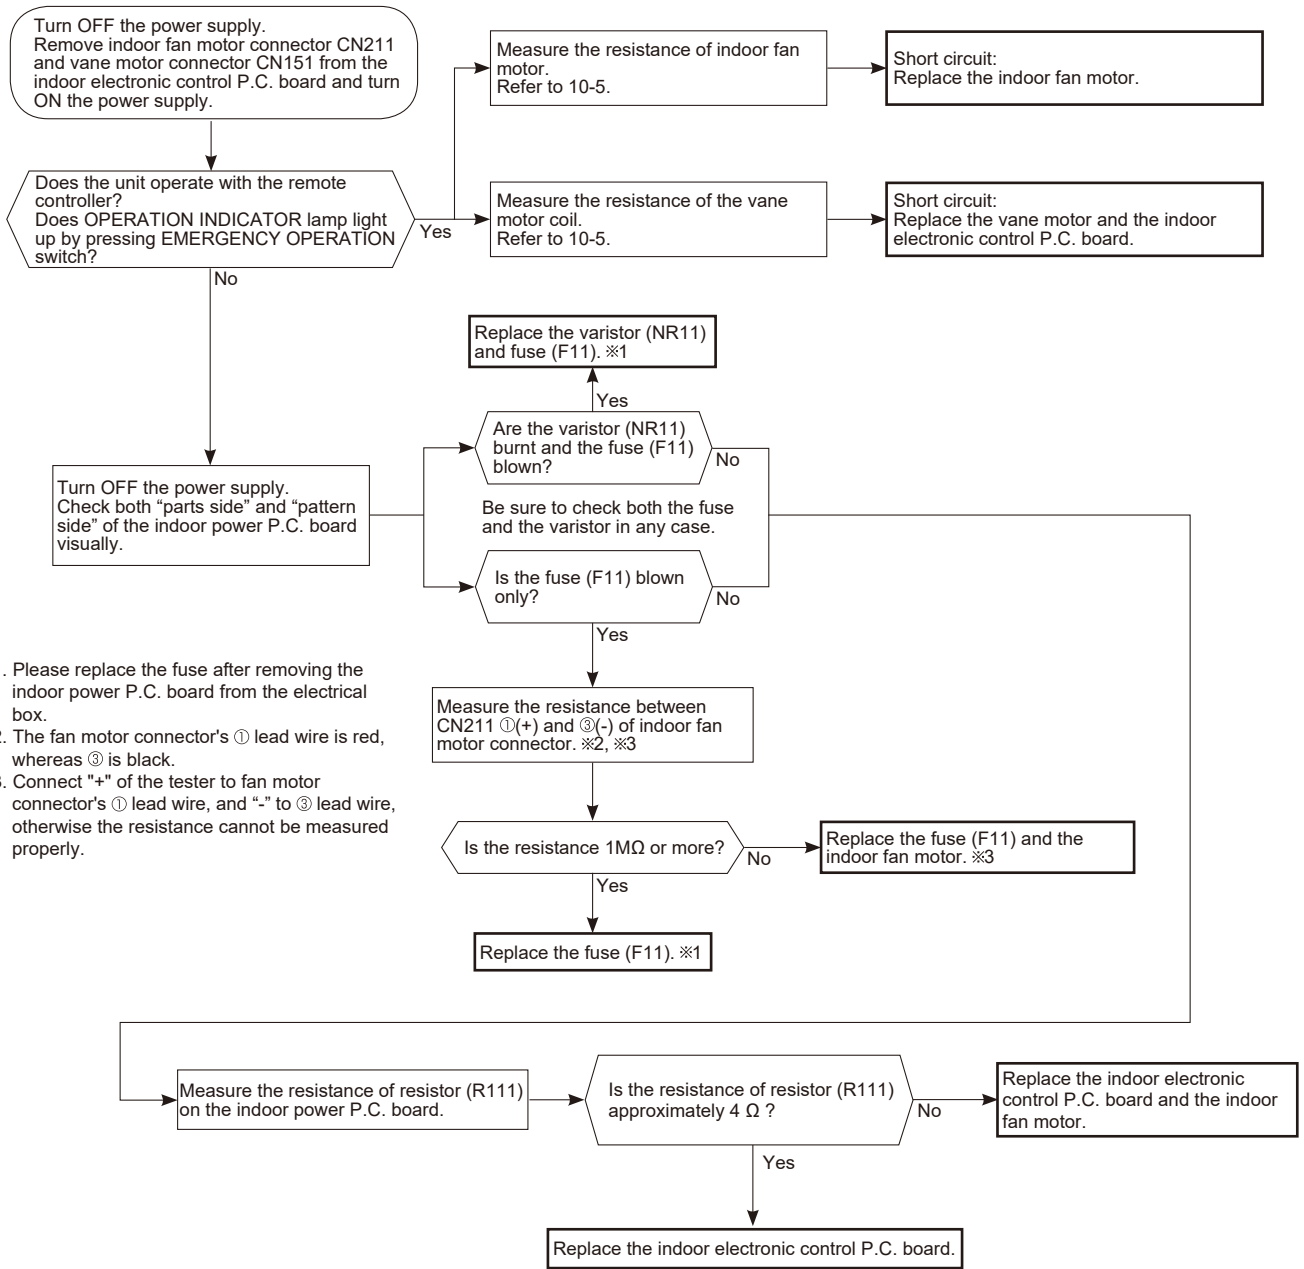 Turn OFF the power supply.
Remove indoor fan motor connector CN211
and vane motor connector CN151 from the
indoor electronic control P.C. board and turn
ON the power supply.
Measure the resistance of indoor fan
motor.
Refer to 10-5.
Short circuit:
Replace the indoor fan motor.
Does the unit operate with the remote
controller?
Does OPERATION INDICATOR lamp light
up by pressing EMERGENCY OPERATION
switch?
Yes
Measure the resistance of the vane
motor coil.
Refer to 10-5.
Short circuit:
Replace the vane motor and the indoor
electronic control P.C. board.
No
Replace the varistor (NR11)
and fuse (F11). ※1
Yes
Are the varistor (NR11)
burnt and the fuse (F11)
blown?
No
Turn OFF the power supply.
Check both “parts side” and “pattern
side” of the indoor power P.C. board
visually.
Be sure to check both the fuse
and the varistor in any case.
Is the fuse (F11) blown
only?
No
Yes
. Please replace the fuse after removing the
indoor power P.C. board from the electrical
box.
. The fan motor connector's ① lead wire is red,
whereas ③ is black.
. Connect "+" of the tester to fan motor
connector's ① lead wire, and “-” to ③ lead wire,
otherwise the resistance cannot be measured
properly.
Measure the resistance between
CN211 ①(+) and ③(-) of indoor fan
motor connector. ※2, ※3
Is the resistance 1MΩ or more?
No
Replace the fuse (F11) and the
indoor fan motor. ※3
Yes
Replace the fuse (F11). ※1
Measure the resistance of resistor (R111)
on the indoor power P.C. board.
Is the resistance of resistor (R111)
approximately 4 Ω ?
No
Replace the indoor electronic
control P.C. board and the indoor
fan motor.
Yes
Replace the indoor electronic control P.C. board.